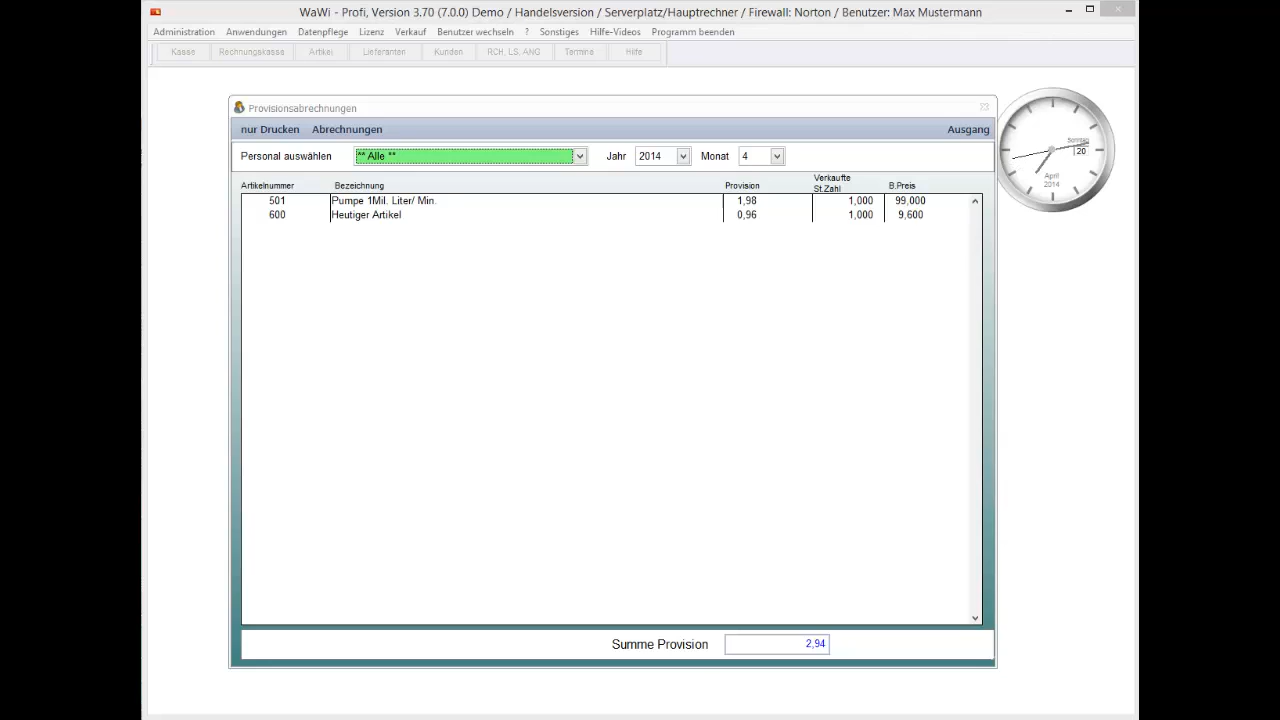 WaWi - Profi, Version 3.70 (7.0.0) Demo / Handelsversion / Serverplatz/Hauptrechner / Firewall: Norton / Benutzer: Max Mustermann
Administration Anwendungen Datenpflege Lizenz Verkauf Benutzer wechseln ? Sonstiges Hilfe-Videos Programm beenden
Kasse Rechnungskasse Artikel Lieferanten Kunden RCH, LS, ANG Termine Hilfe
Provisionsabrechnungen
nur Drucken Abrechnungen Ausgang
Personal auswählen ** Alle ** Jahr 2014 Monat 4
Artikelnummer Bezeichnung Provision Verkaufte St.Zahl B.Preis
501 Pumpe 1Mil. Liter/ Min. 1,98 1,000 99,000
600 Heutiger Artikel 0,96 1,000 9,600
Summe Provision 2,94
Sonntag
20
April
2014